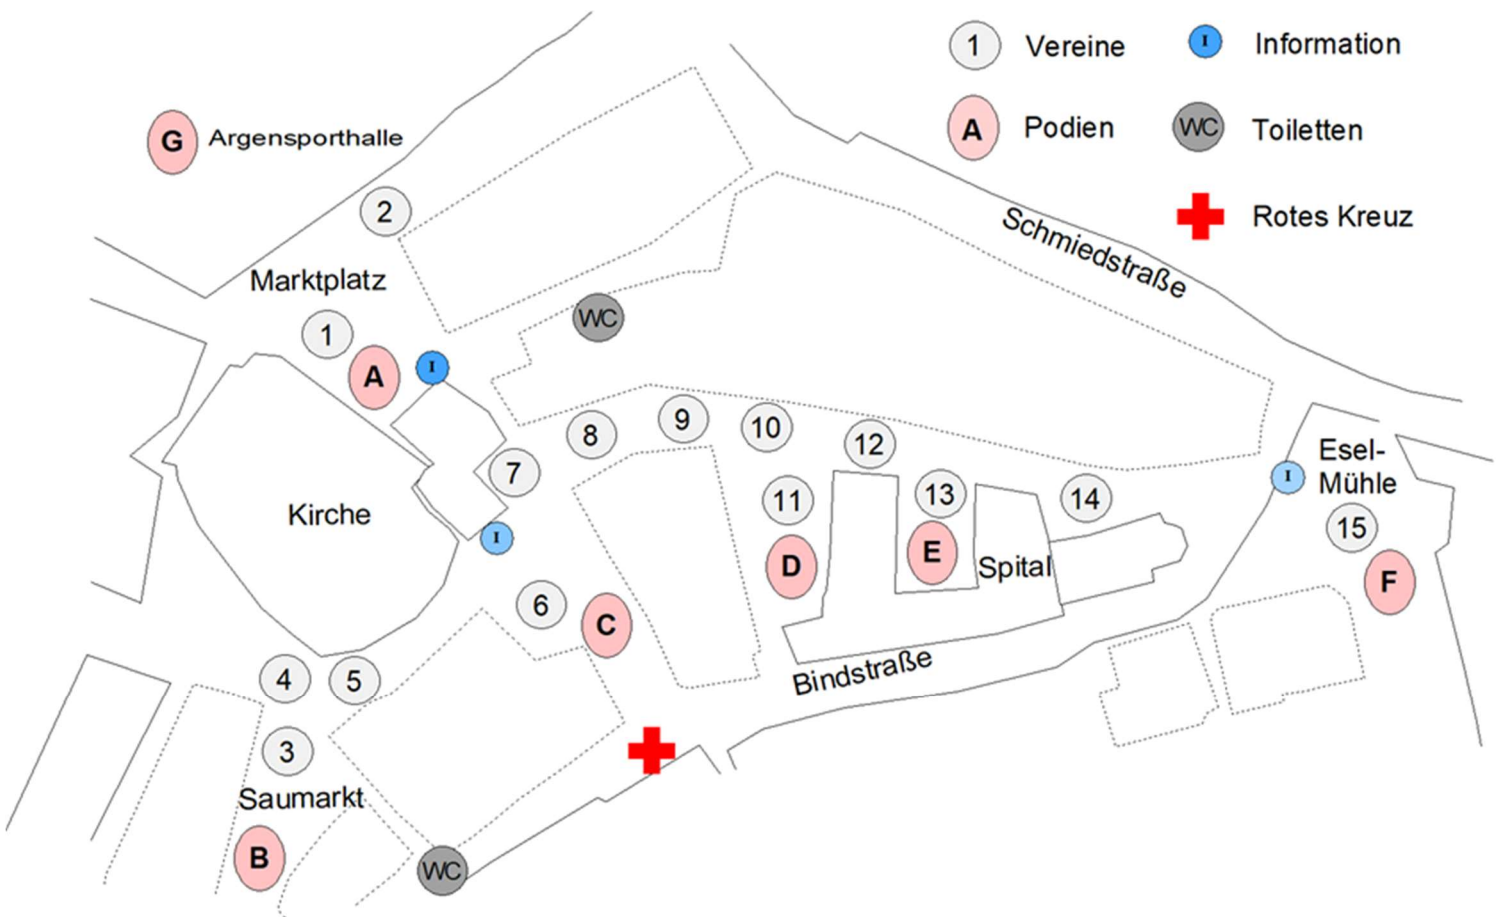 1 Vereine I Information
A Podien WC Toiletten
Rotes Kreuz
G Argensporthalle
2
Schmiedstraße
Marktplatz
1
WC
A I
8 9 10 12
7
Esel-
Mühle
I
11 13 14
Kirche
15
I
D E Spital
F
6 C
Bindstraße
4 5
3
Saumarkt
B WC